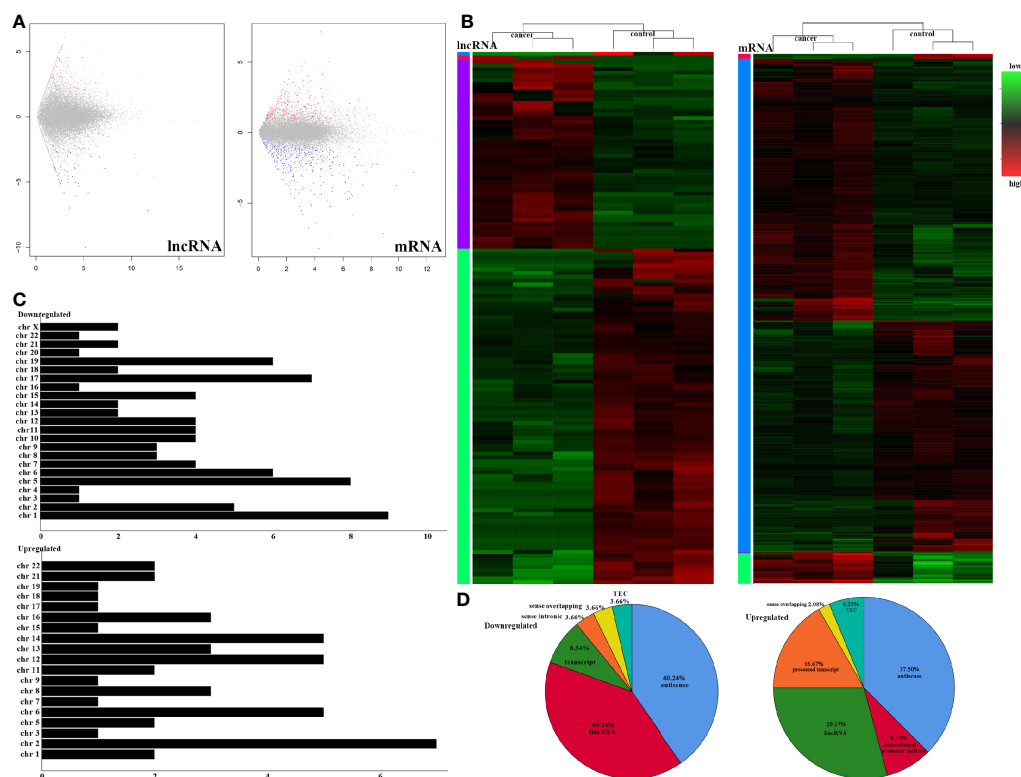 A
B
5
0
-5
-10
0
5
10
15
lncRNA
5
0
-5
0
2
4
6
8
10
12
mRNA
lncRNA
cancer
control
mRNA
cancer
control
low
high
C
Downregulated
chr X
chr 22
chr 21
chr 20
chr 19
chr 18
chr 17
chr 16
chr 15
chr 14
chr 13
chr 12
chr11
chr 10
chr 9
chr 8
chr 7
chr 6
chr 5
chr 4
chr 3
chr 2
chr 1
0 2 4 6 8 10
Upregulated
chr 22
chr 21
chr 19
chr 18
chr 17
chr 16
chr 15
chr 14
chr 13
chr 12
chr 11
chr 9
chr 8
chr 7
chr 6
chr 5
chr 3
chr 2
chr 1
0 2 4 6
D
Downregulated
TEC
3.66%
sense overlapping
3.66%
sense intronic 3.66%
8.54%
transcript
40.24%
antisense
40.24%
lincRNA
Upregulated
sense overlapping 2.08%
6.25%
TEC
16.67%
processed transcript
37.50%
antisense
29.17%
lincRNA
8.33%
bidirectional
promoter lncRNA